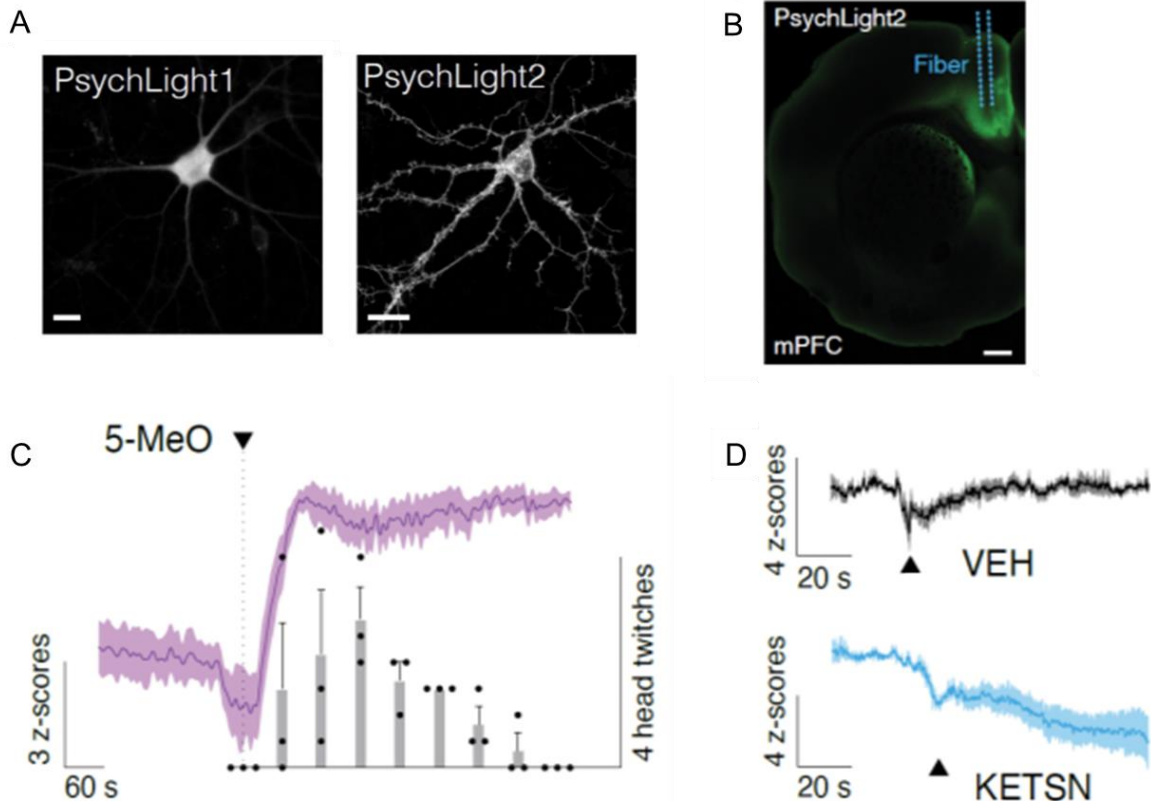 A
PsychLight1
PsychLight2
B
PsychLight2
Fiber
mPFC
C
5-MeO
3 z-scores
60 s
4 head twitches
D
4 z-scores
20 s
VEH
4 z-scores
20 s
KETSN